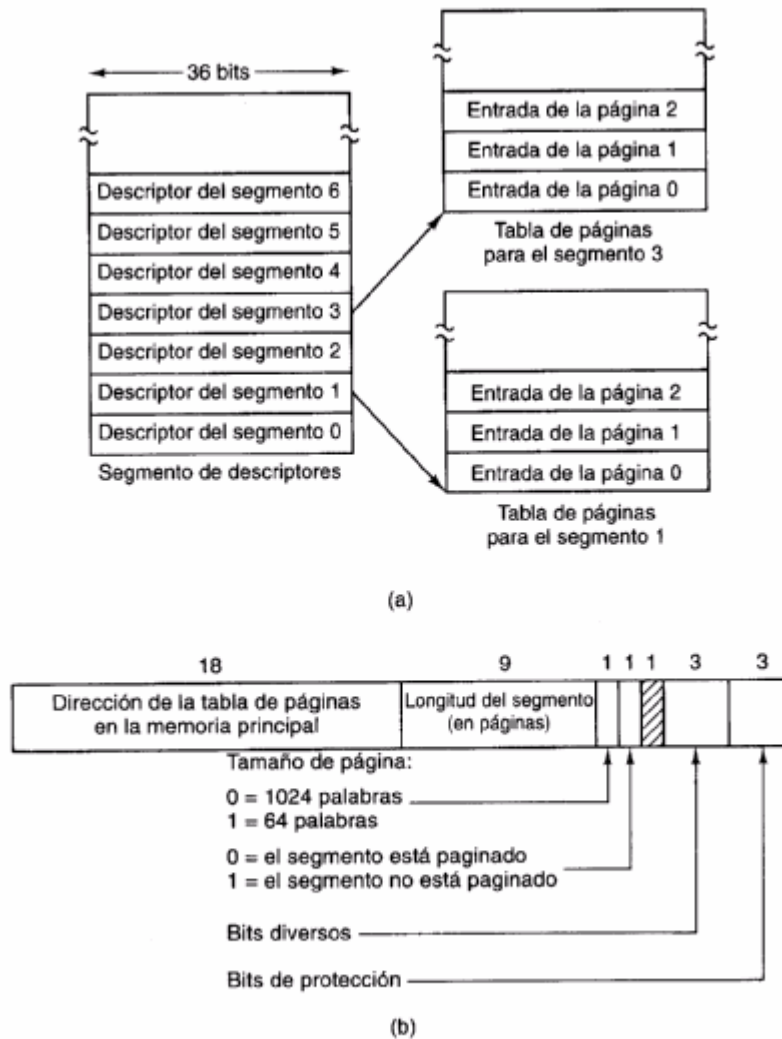 36 bits
Descriptor del segmento 6
Descriptor del segmento 5
Descriptor del segmento 4
Descriptor del segmento 3
Descriptor del segmento 2
Descriptor del segmento 1
Descriptor del segmento 0
Segmento de descriptores
Entrada de la página 2
Entrada de la página 1
Entrada de la página 0
Tabla de páginas
para el segmento 3
Entrada de la página 2
Entrada de la página 1
Entrada de la página 0
Tabla de páginas
para el segmento 1
(a)
18 9 1 1 1 3 3
Dirección de la tabla de páginas
en la memoria principal
Longitud del segmento
(en páginas)
Tamaño de página:
0 = 1024 palabras
1 = 64 palabras
0 = el segmento está paginado
1 = el segmento no está paginado
Bits diversos
Bits de protección
(b)